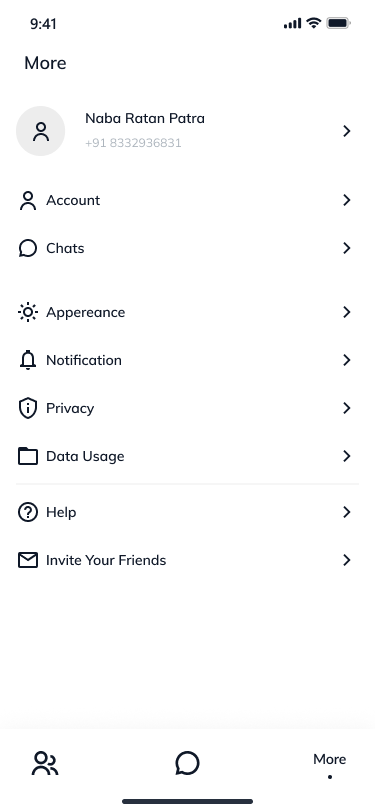 9:41
More
Naba Ratan Patra
+91 8332936831
Account
Chats
Appereance
Notification
Privacy
Data Usage
Help
Invite Your Friends
More